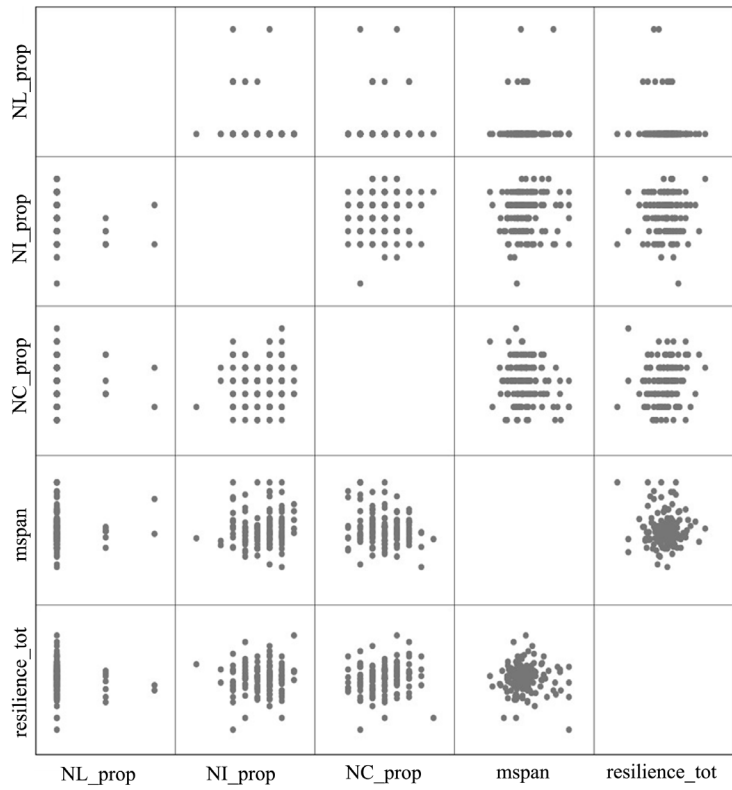 NL_prop
NI_prop
NC_prop
mspan
resilience_tot
NL_prop
NI_prop
NC_prop
mspan
resilience_tot